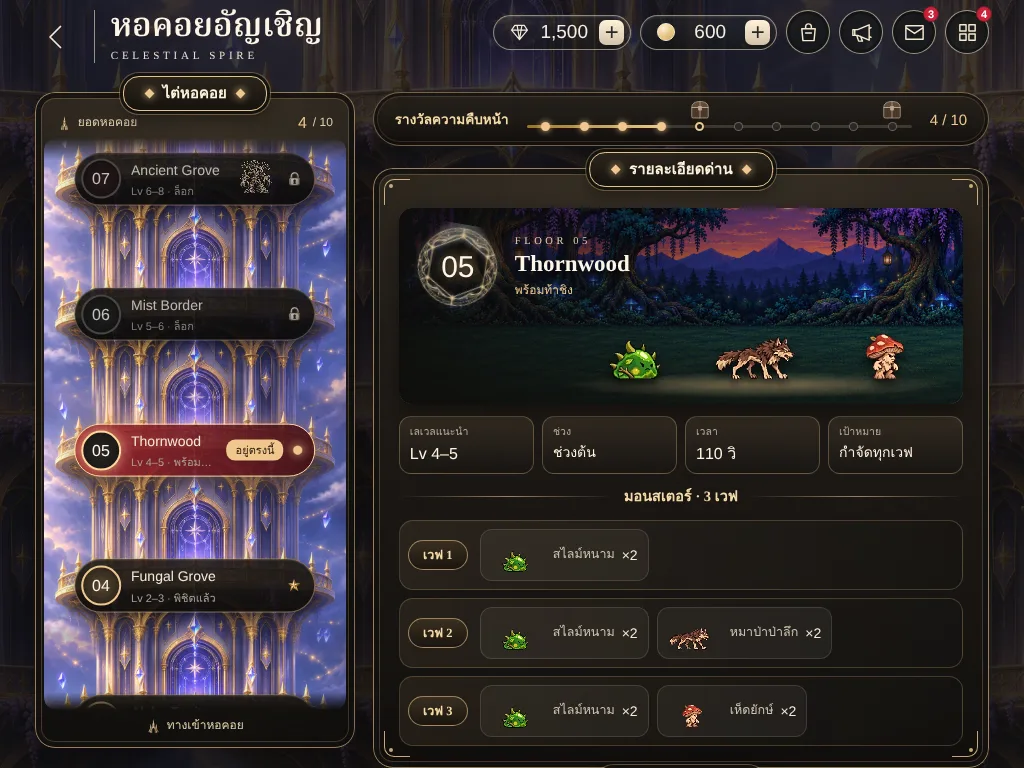 หอคอยอัญเชิญ
CELESTIAL SPIRE
1,500
600
3
4
ไต่หอคอย
ยอดหอคอย
4 / 10
07
Ancient Grove
Lv 6–8 · ล็อก
06
Mist Border
Lv 5–6 · ล็อก
05
Thornwood
Lv 4–5 · พร้อม…
อยู่ตรงนี้
04
Fungal Grove
Lv 2–3 · พิชิตแล้ว
ทางเข้าหอคอย
รางวัลความคืบหน้า
4 / 10
รายละเอียดด่าน
05
FLOOR 05
Thornwood
พร้อมท้าชิง
เลเวลแนะนำ
Lv 4–5
ช่วง
ช่วงต้น
เวลา
110 วิ
เป้าหมาย
กำจัดทุกเวฟ
มอนสเตอร์ · 3 เวฟ
เวฟ 1
สไลม์หนาม ×2
เวฟ 2
สไลม์หนาม ×2
หมาป่าป่าลึก ×2
เวฟ 3
สไลม์หนาม ×2
เห็ดยักษ์ ×2